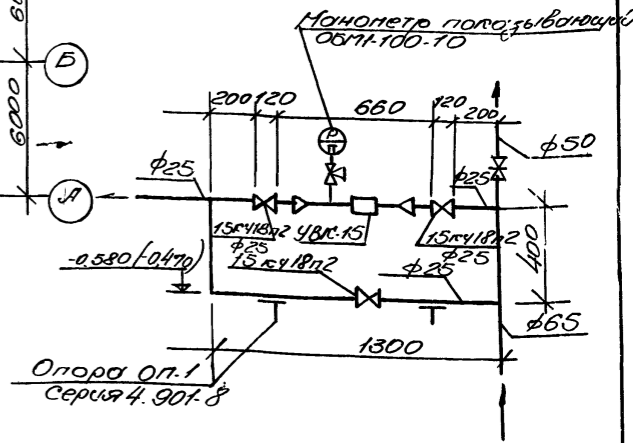 Манометр показывающий
ОБМ1-100-10
Б
6000
А
200
120
660
120
200
ф50
ф25
ф25
Р
П
15кч18п2
ф25
УВК-15
15кч18п2
ф25
400
-0.580(-0.470)
15кч18п2
ф25
ф65
1300
Опора ОП-1
серия 4.901-8